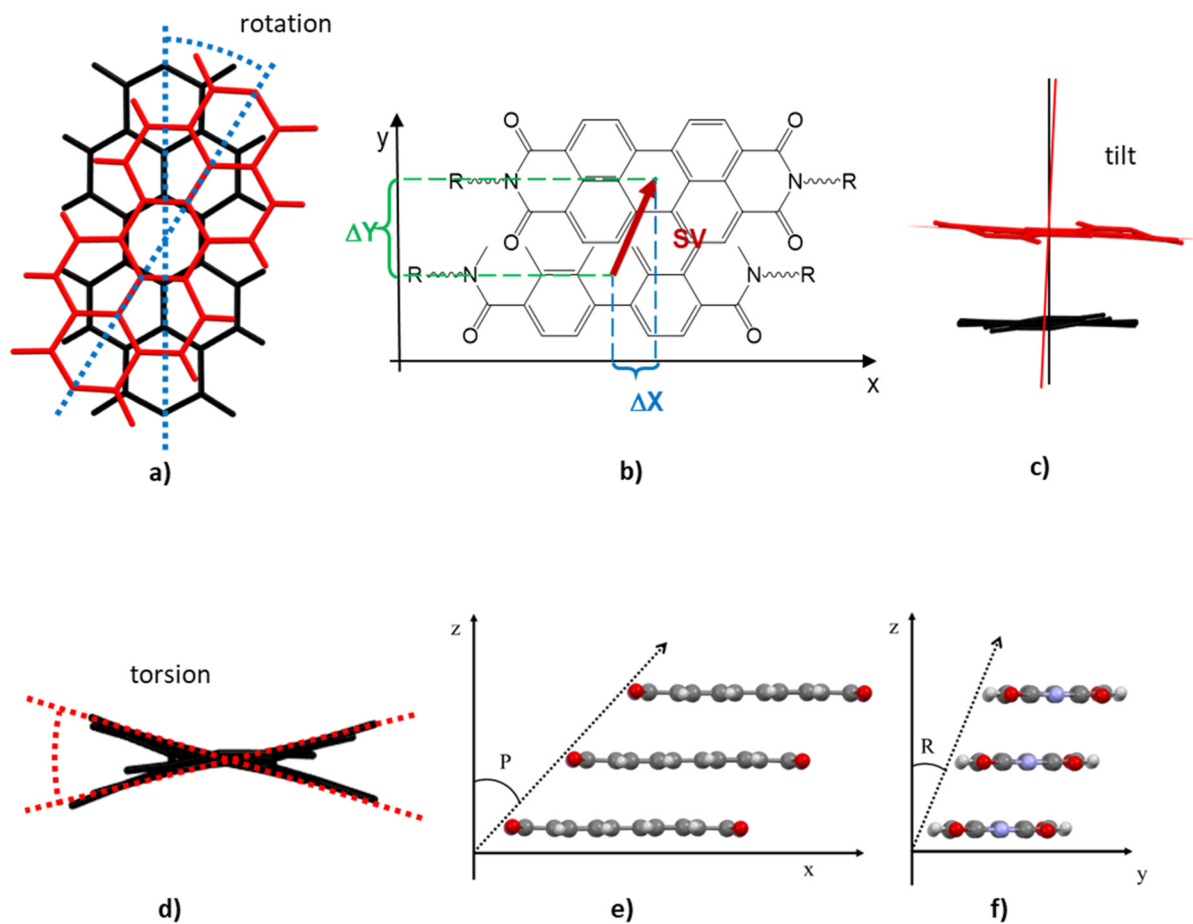 rotation
a)
y
ΔY
O
O
R
N
N
R
O
O
SV
R
N
N
R
O
O
x
ΔX
b)
tilt
c)
torsion
d)
z
P
x
e)
z
R
y
f)